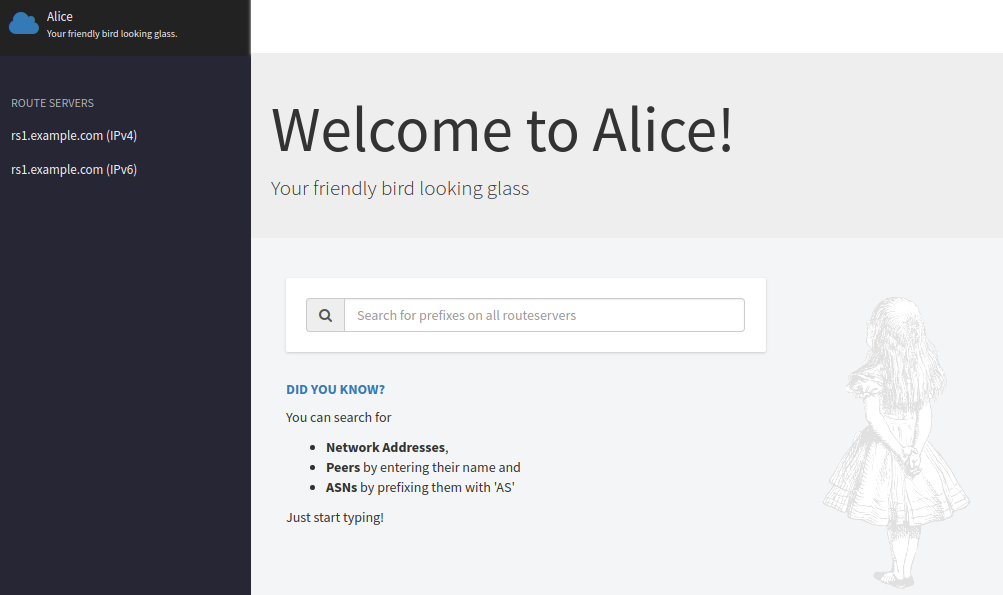 Alice
Your friendly bird looking glass.
ROUTE SERVERS
rs1.example.com (IPv4)
rs1.example.com (IPv6)
Welcome to Alice!
Your friendly bird looking glass
Search for prefixes on all routeservers
DID YOU KNOW?
You can search for
Network Addresses,
Peers by entering their name and
ASNs by prefixing them with 'AS'
Just start typing!